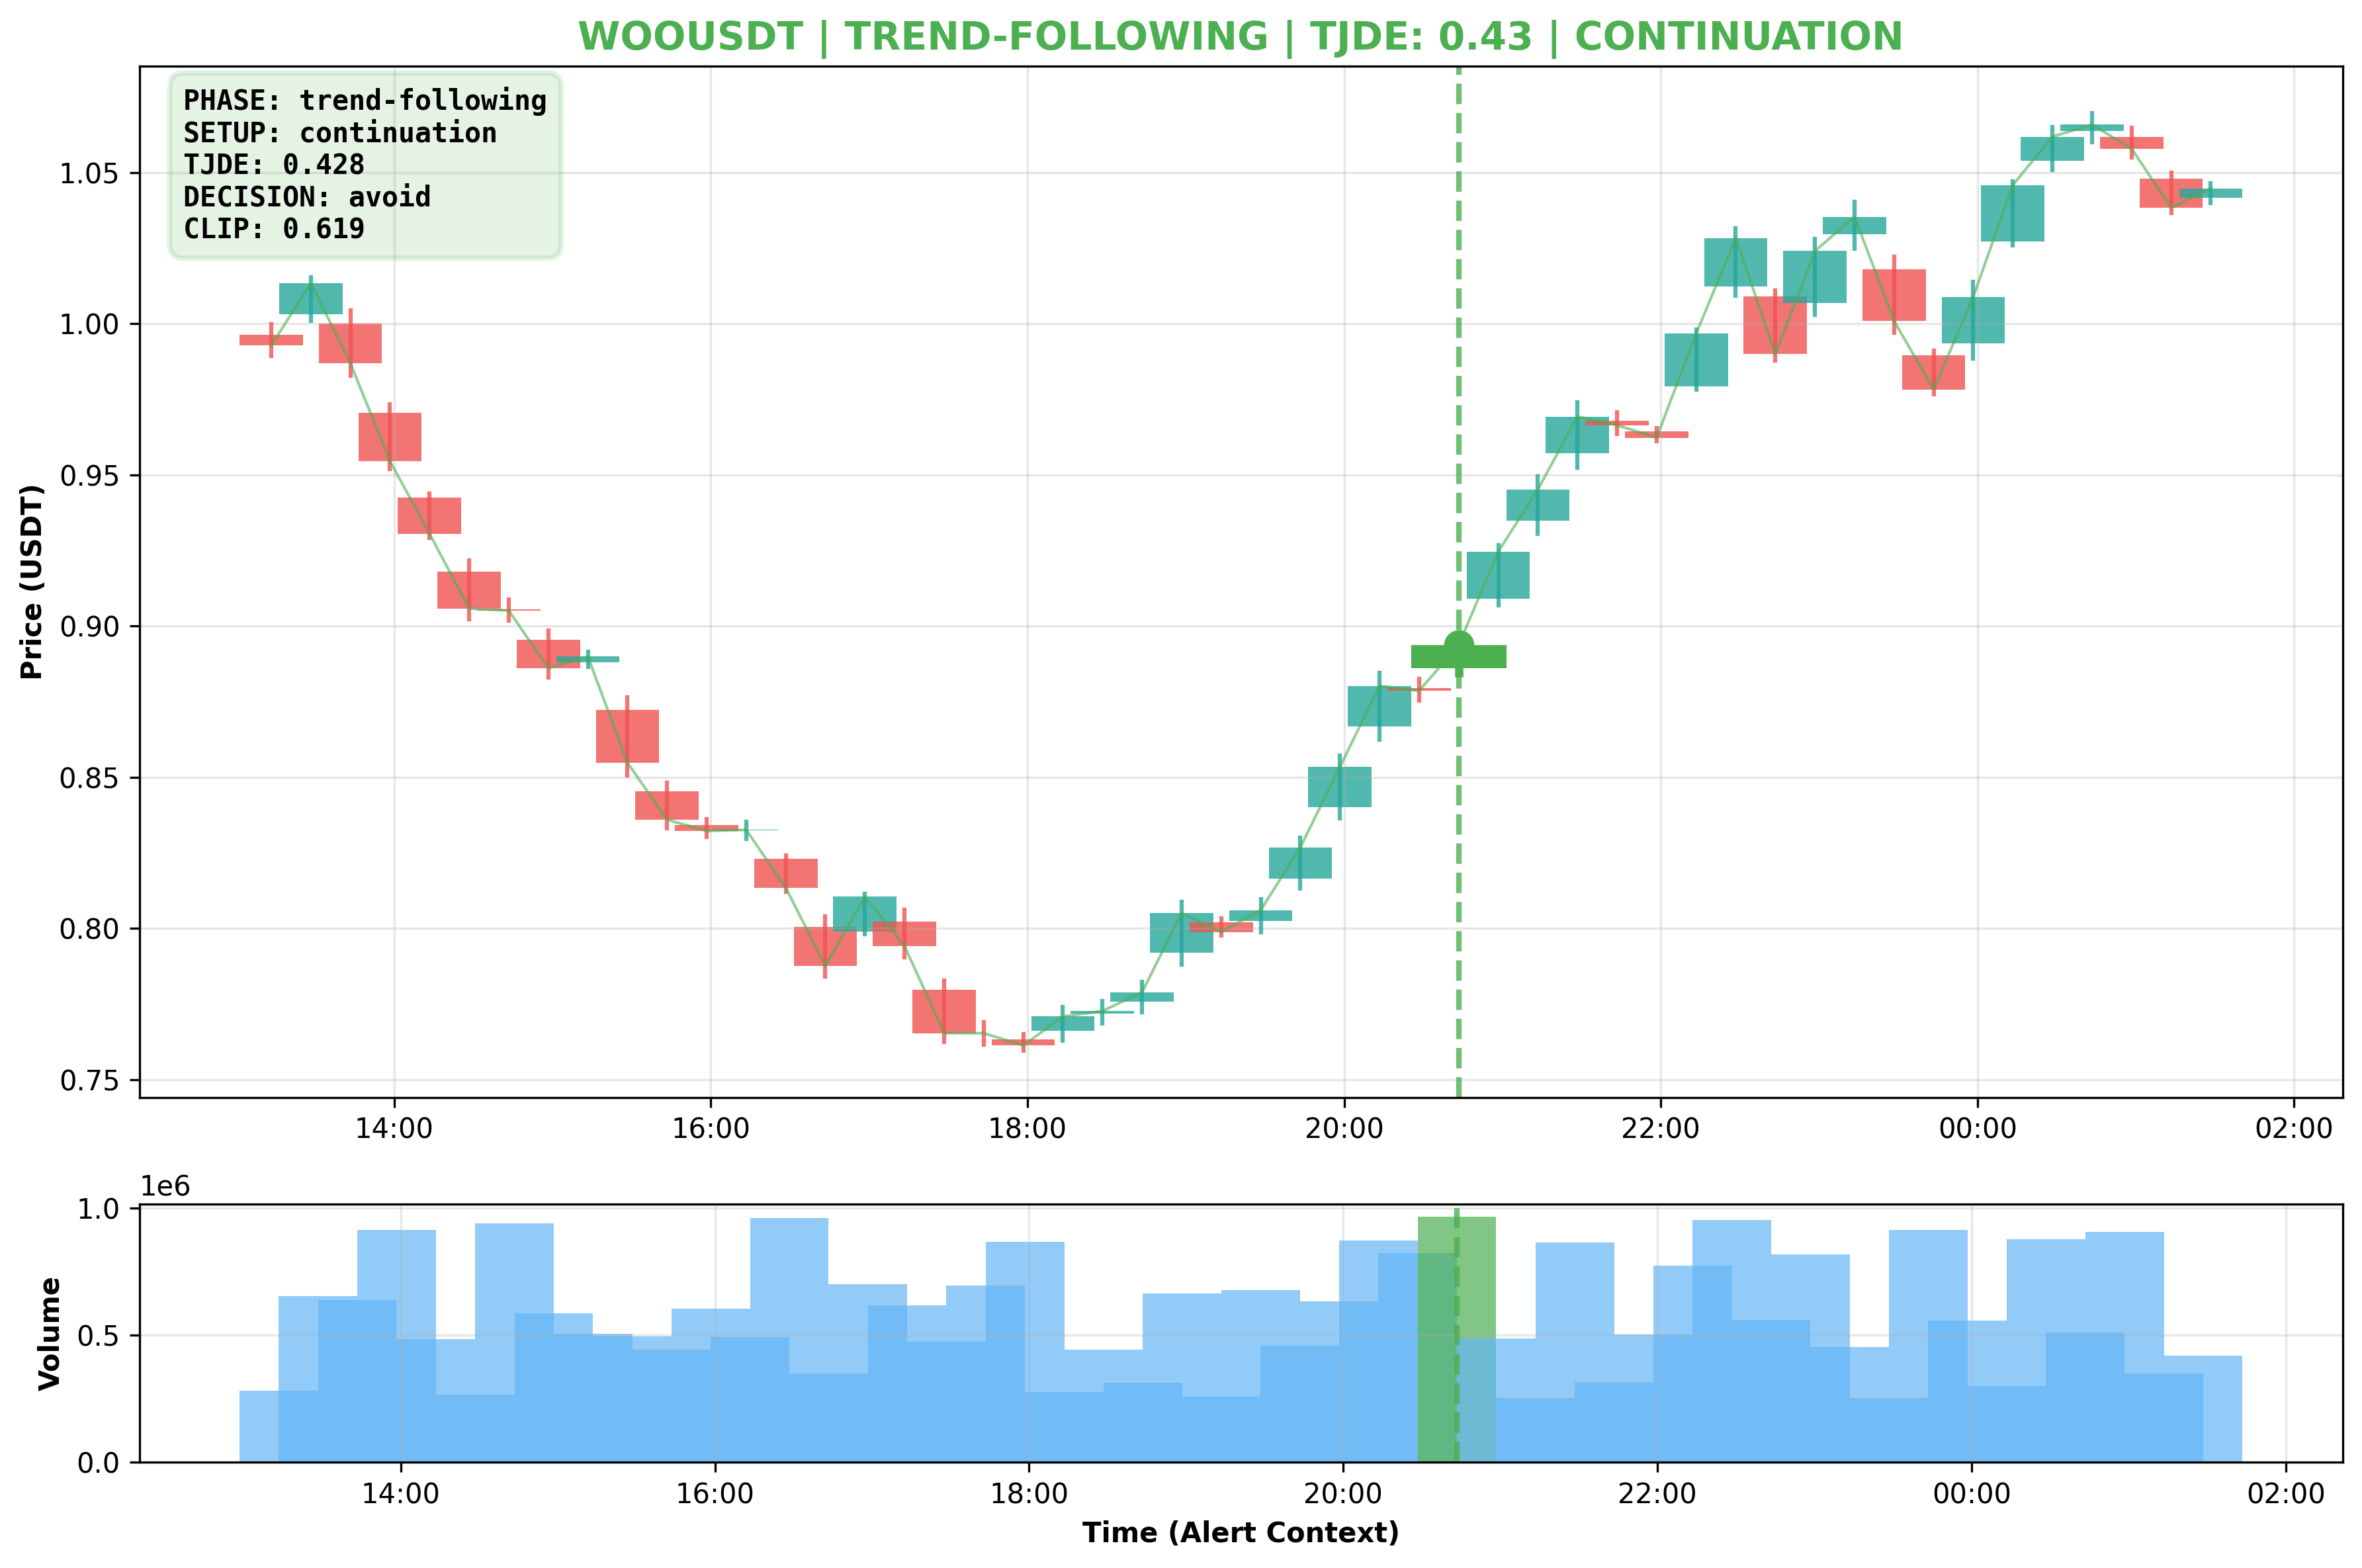 WOOUSDT | TREND-FOLLOWING | TJDE: 0.43 | CONTINUATION
PHASE: trend-following
SETUP: continuation
TJDE: 0.428
DECISION: avoid
CLIP: 0.619
Price (USDT)
1.05
1.00
0.95
0.90
0.85
0.80
0.75
14:00 16:00 18:00 20:00 22:00 00:00 02:00
1e6
Volume
1.0
0.5
0.0
14:00 16:00 18:00 20:00 22:00 00:00 02:00
Time (Alert Context)